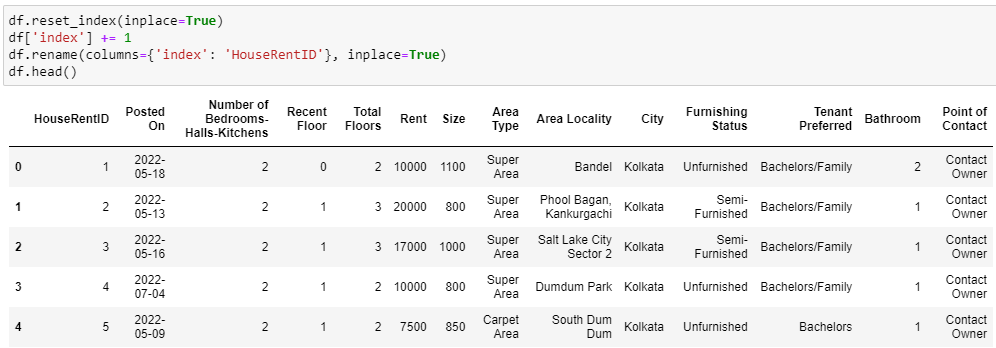 df.reset_index(inplace=True)
df['index'] += 1
df.rename(columns={'index': 'HouseRentID'}, inplace=True)
df.head()
HouseRentID Posted On Number of Bedrooms-Halls-Kitchens Recent Floor Total Floors Rent Size Area Type Area Locality City Furnishing Status Tenant Preferred Bathroom Point of Contact
0 1 2022-05-18 2 0 2 10000 1100 Super Area Bandel Kolkata Unfurnished Bachelors/Family 2 Contact Owner
1 2 2022-05-13 2 1 3 20000 800 Super Area Phool Bagan, Kankurgachi Kolkata Semi-Furnished Bachelors/Family 1 Contact Owner
2 3 2022-05-16 2 1 3 17000 1000 Super Area Salt Lake City Sector 2 Kolkata Semi-Furnished Bachelors/Family 1 Contact Owner
3 4 2022-07-04 2 1 2 10000 800 Super Area Dumdum Park Kolkata Unfurnished Bachelors/Family 1 Contact Owner
4 5 2022-05-09 2 1 2 7500 850 Carpet Area South Dum Dum Kolkata Unfurnished Bachelors 1 Contact Owner